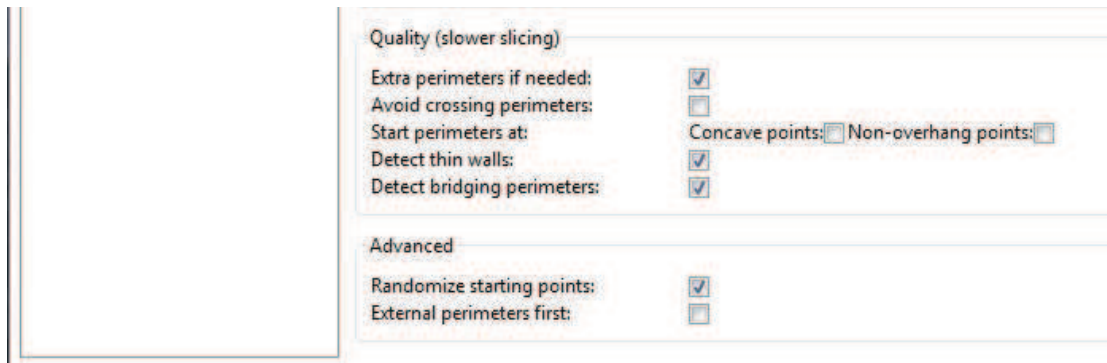 Quality (slower slicing)
Extra perimeters if needed:
Avoid crossing perimeters:
Start perimeters at: Concave points: Non-overhang points:
Detect thin walls:
Detect bridging perimeters:
Advanced
Randomize starting points:
External perimeters first: